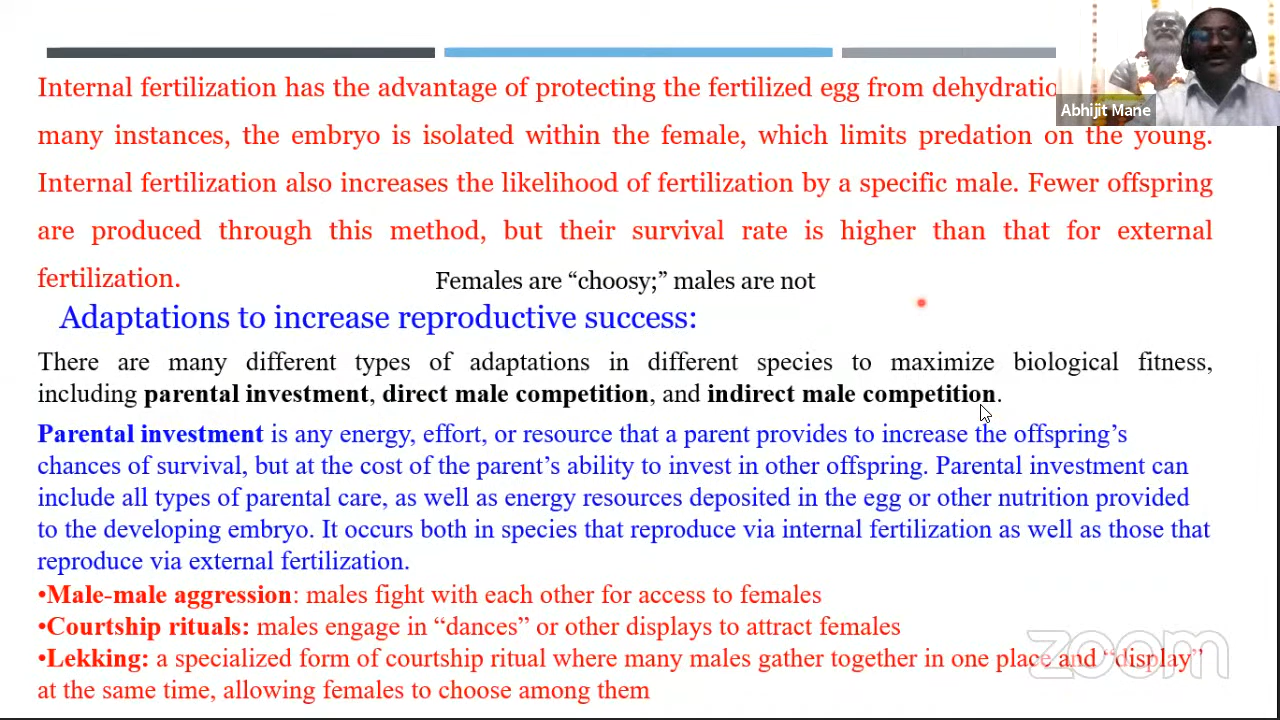 Internal fertilization has the advantage of protecting the fertilized egg from dehydratio
Abhijit Mane
many instances, the embryo is isolated within the female, which limits predation on the young.
Internal fertilization also increases the likelihood of fertilization by a specific male. Fewer offspring
are produced through this method, but their survival rate is higher than that for external
fertilization.
Females are “choosy;” males are not
Adaptations to increase reproductive success:
There are many different types of adaptations in different species to maximize biological fitness,
including parental investment, direct male competition, and indirect male competition.
Parental investment is any energy, effort, or resource that a parent provides to increase the offspring’s
chances of survival, but at the cost of the parent’s ability to invest in other offspring. Parental investment can
include all types of parental care, as well as energy resources deposited in the egg or other nutrition provided
to the developing embryo. It occurs both in species that reproduce via internal fertilization as well as those that
reproduce via external fertilization.
•Male-male aggression: males fight with each other for access to females
•Courtship rituals: males engage in “dances” or other displays to attract females
•Lekking: a specialized form of courtship ritual where many males gather together in one place and “display”
at the same time, allowing females to choose among them
zoom